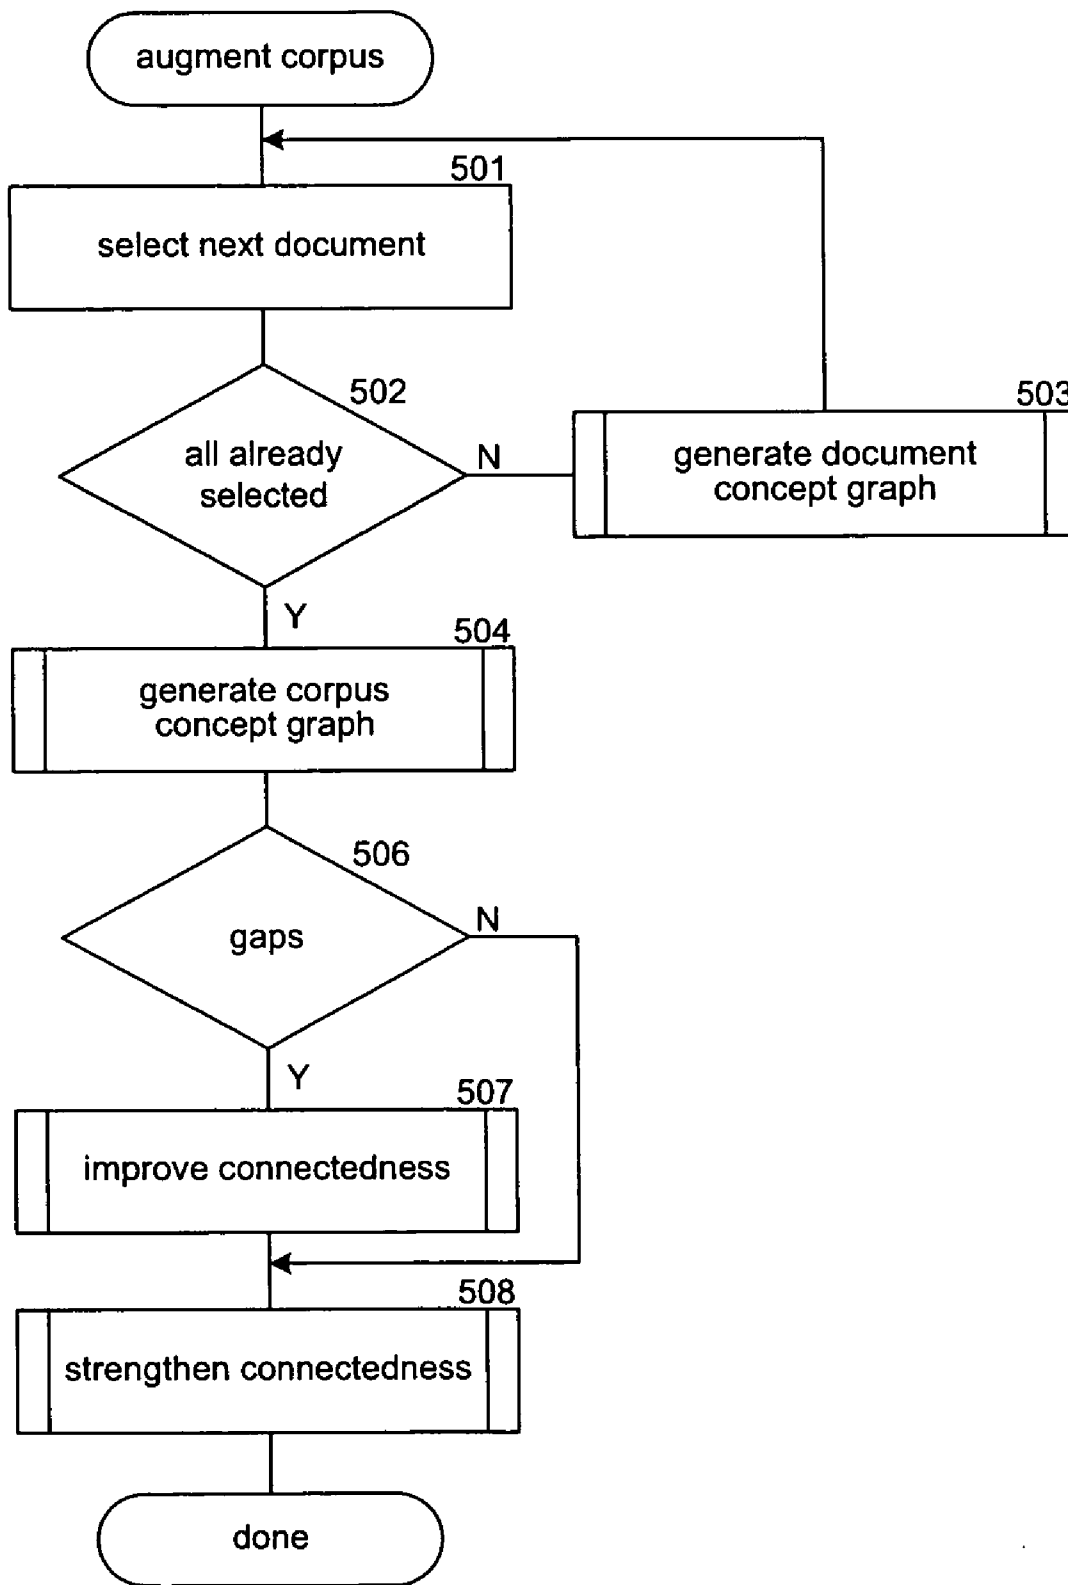 augment corpus
501
select next document
502
all already
selected
N
503
generate document
concept graph
Y
504
generate corpus
concept graph
506
gaps
N
Y
507
improve connectedness
508
strengthen connectedness
done